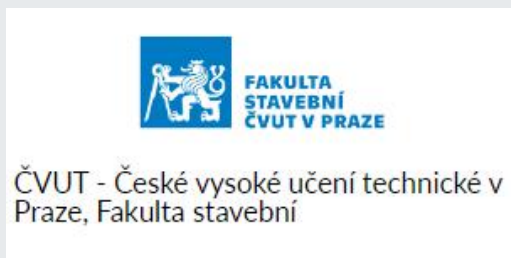 FAKULTA
STAVEBNÍ
ČVUT V PRAZE
ČVUT - České vysoké učení technické v
Praze, Fakulta stavební